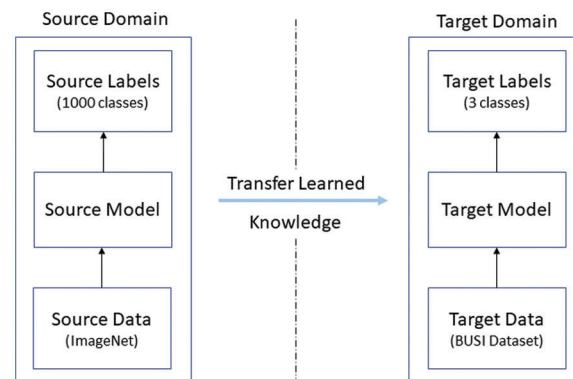 Source Domain
Source Labels
(1000 classes)
Source Model
Source Data
(ImageNet)
Transfer Learned
Knowledge
Target Domain
Target Labels
(3 classes)
Target Model
Target Data
(BUSI Dataset)